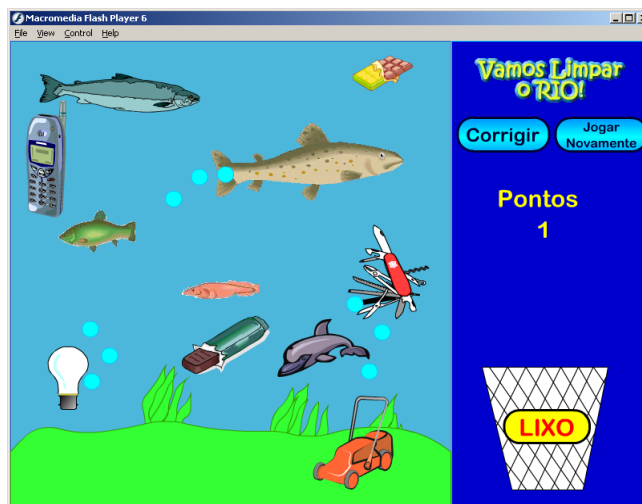 Macromedia Flash Player 6
File View Control Help
Vamos Limpar
o RIO!
Corrigir
Jogar
Novamente
Pontos
1
LIXO